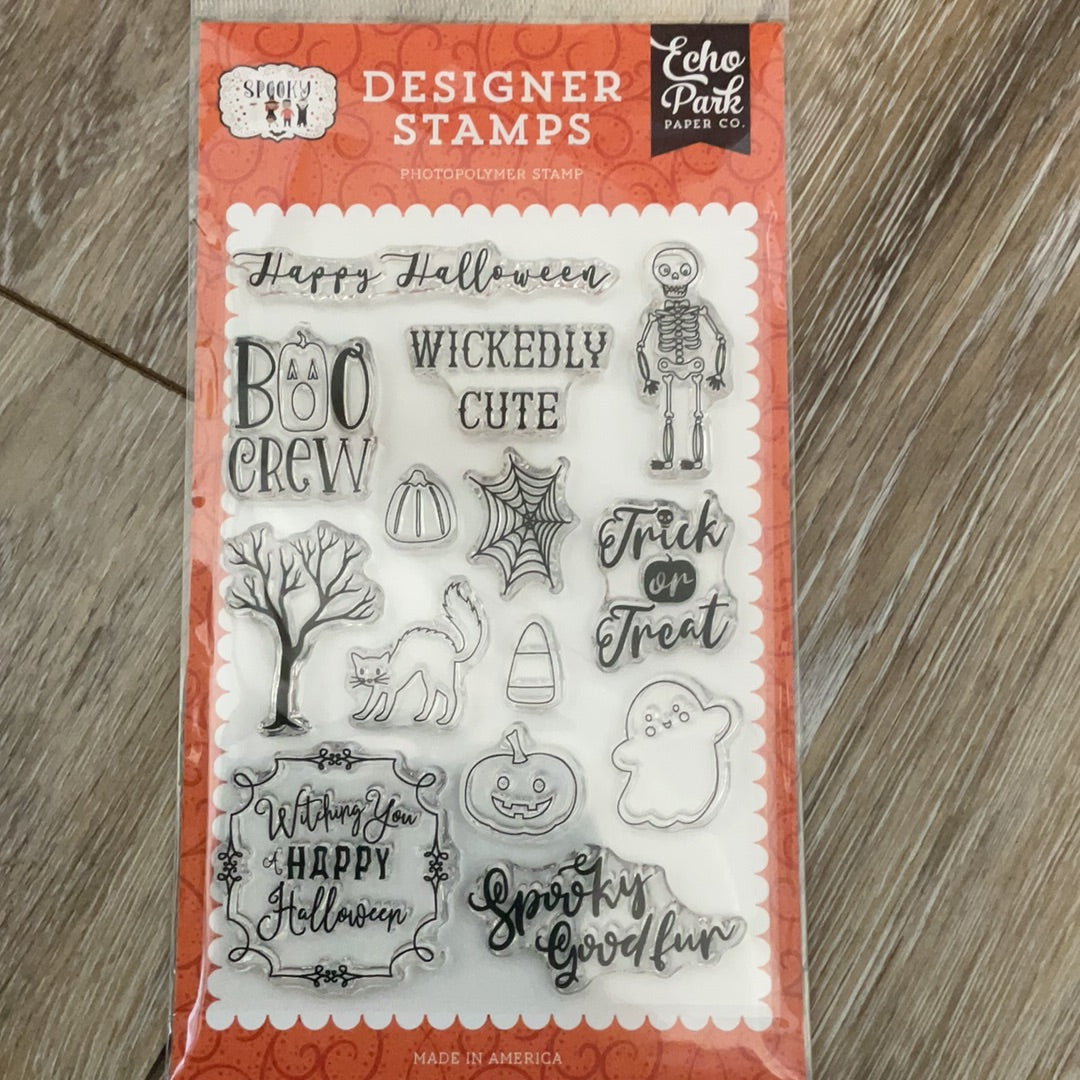 SPOOKY
DESIGNER
STAMPS
PHOTOPOLYMER STAMP
Echo
Park
PAPER CO.
Happy Halloween
BOO
CREW
WICKEDLY
CUTE
Trick
or
Treat
Witching You
A HAPPY
Halloween
Spooky
Good fun
MADE IN AMERICA